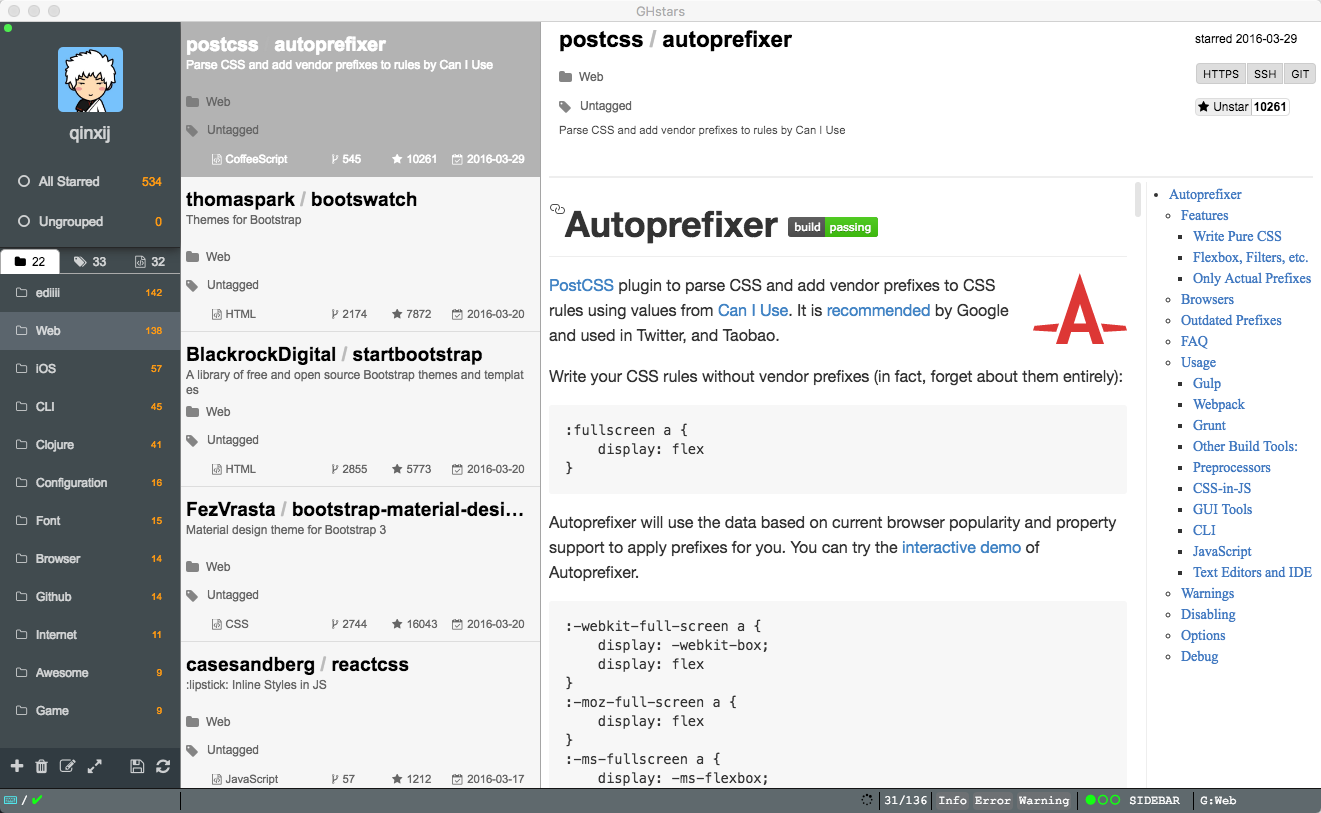 GHstars
qinxij
All Starred 534
Ungrouped 0
22 33 32
ediiii 142
Web 138
iOS 57
CLI 45
Clojure 41
Configuration 16
Font 15
Browser 14
Github 14
Internet 11
Awesome 9
Game 9
postcss autoprefixer
Parse CSS and add vendor prefixes to rules by Can I Use
Web
Untagged
CoffeeScript 545 10261 2016-03-29
thomaspark / bootswatch
Themes for Bootstrap
Web
Untagged
HTML 2174 7872 2016-03-20
BlackrockDigital / startbootstrap
A library of free and open source Bootstrap themes and templat
es
Web
Untagged
HTML 2855 5773 2016-03-20
FezVrasta / bootstrap-material-desi…
Material design theme for Bootstrap 3
Web
Untagged
CSS 2744 16043 2016-03-20
casesandberg / reactcss
:lipstick: Inline Styles in JS
Web
Untagged
JavaScript 57 1212 2016-03-17
postcss / autoprefixer
Web
Untagged
Parse CSS and add vendor prefixes to rules by Can I Use
starred 2016-03-29
HTTPS SSH GIT
Unstar 10261
Autoprefixer build passing
PostCSS plugin to parse CSS and add vendor prefixes to CSS
rules using values from Can I Use. It is recommended by Google
and used in Twitter, and Taobao.
Write your CSS rules without vendor prefixes (in fact, forget about them entirely):
:fullscreen a {
    display: flex
}
Autoprefixer will use the data based on current browser popularity and property
support to apply prefixes for you. You can try the interactive demo of
Autoprefixer.
:-webkit-full-screen a {
    display: -webkit-box;
    display: flex
}
:-moz-full-screen a {
    display: flex
}
:-ms-fullscreen a {
    display: -ms-flexbox;
Autoprefixer
Features
Write Pure CSS
Flexbox, Filters, etc.
Only Actual Prefixes
Browsers
Outdated Prefixes
FAQ
Usage
Gulp
Webpack
Grunt
Other Build Tools:
Preprocessors
CSS-in-JS
GUI Tools
CLI
JavaScript
Text Editors and IDE
Warnings
Disabling
Options
Debug
/ ✔
31/136 Info Error Warning SIDEBAR G:Web